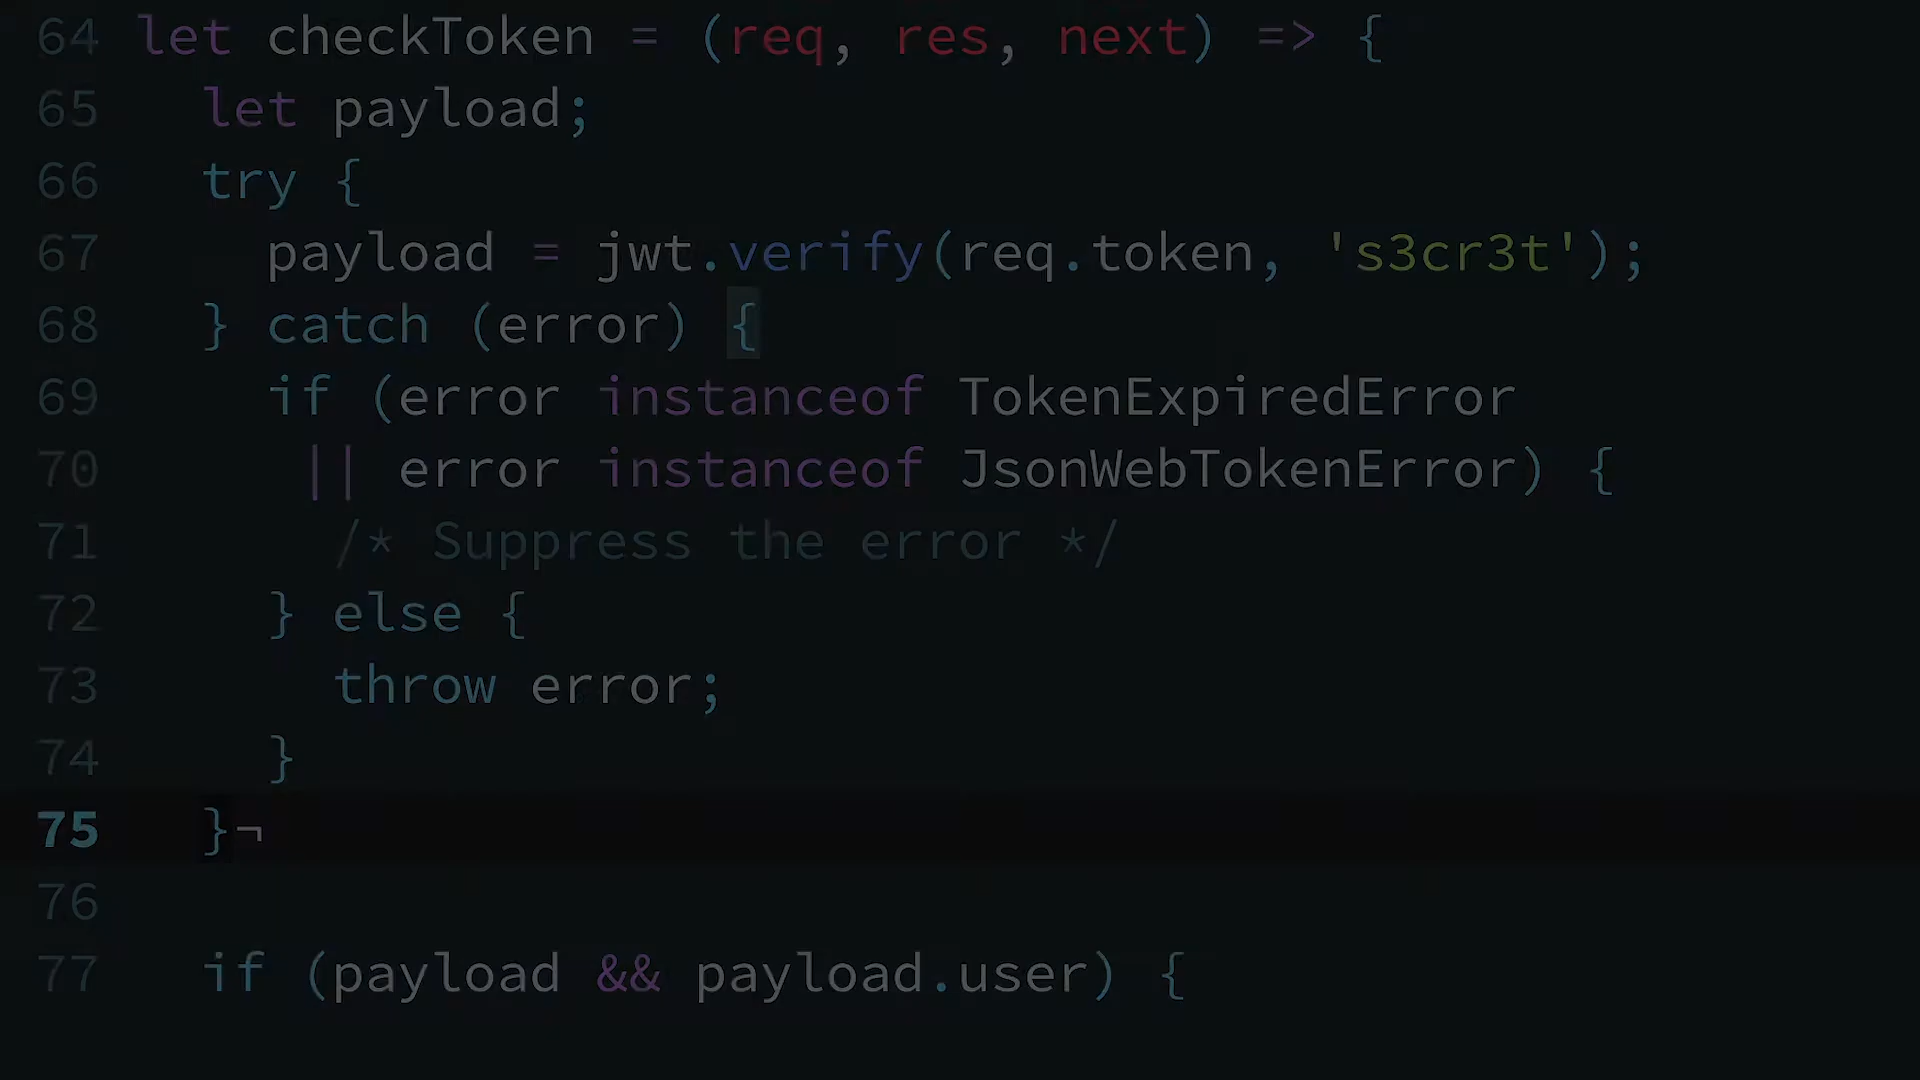 64 let checkToken = (req, res, next) => {
65   let payload;
66   try {
67     payload = jwt.verify(req.token, 's3cr3t');
68   } catch (error) {
69     if (error instanceof TokenExpiredError
70      || error instanceof JsonWebTokenError) {
71       /* Suppress the error */
72     } else {
73       throw error;
74     }
75   }¬
76
77   if (payload && payload.user) {